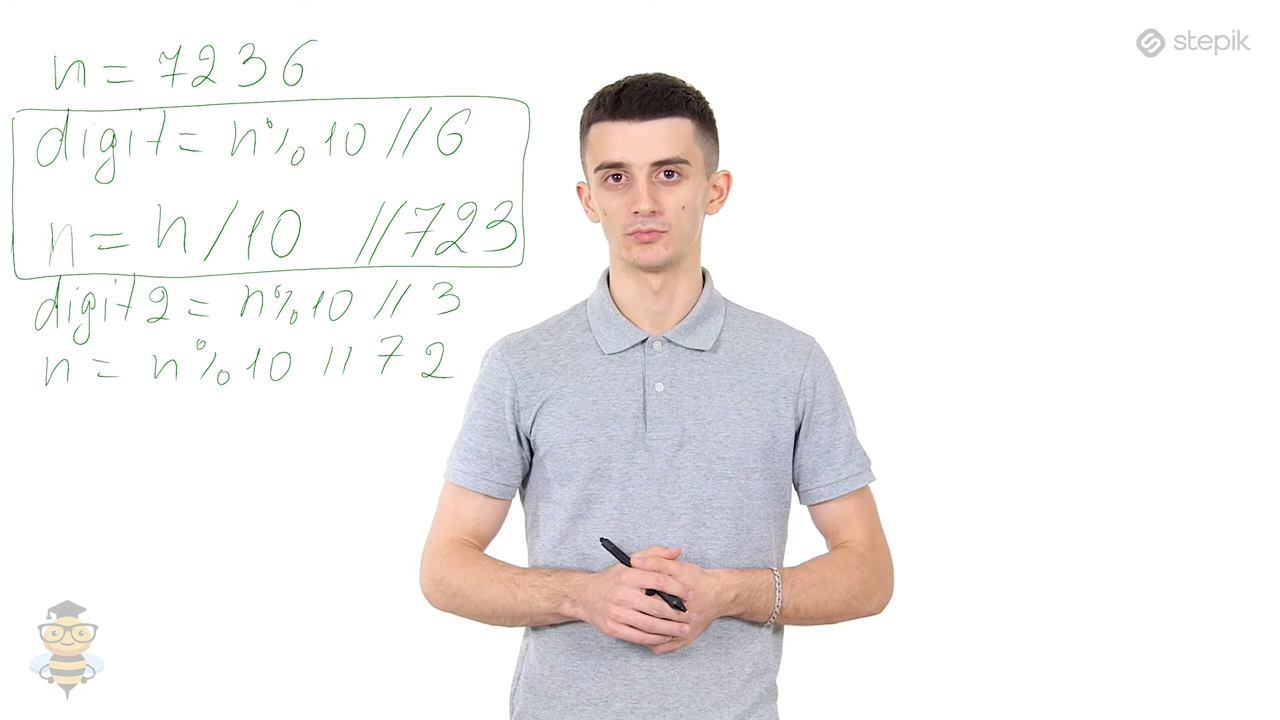 n = 7236
digit = n%10 // 6
n = n/10 // 723
digit2 = n%10 // 3
n = n%10 // 72
stepik